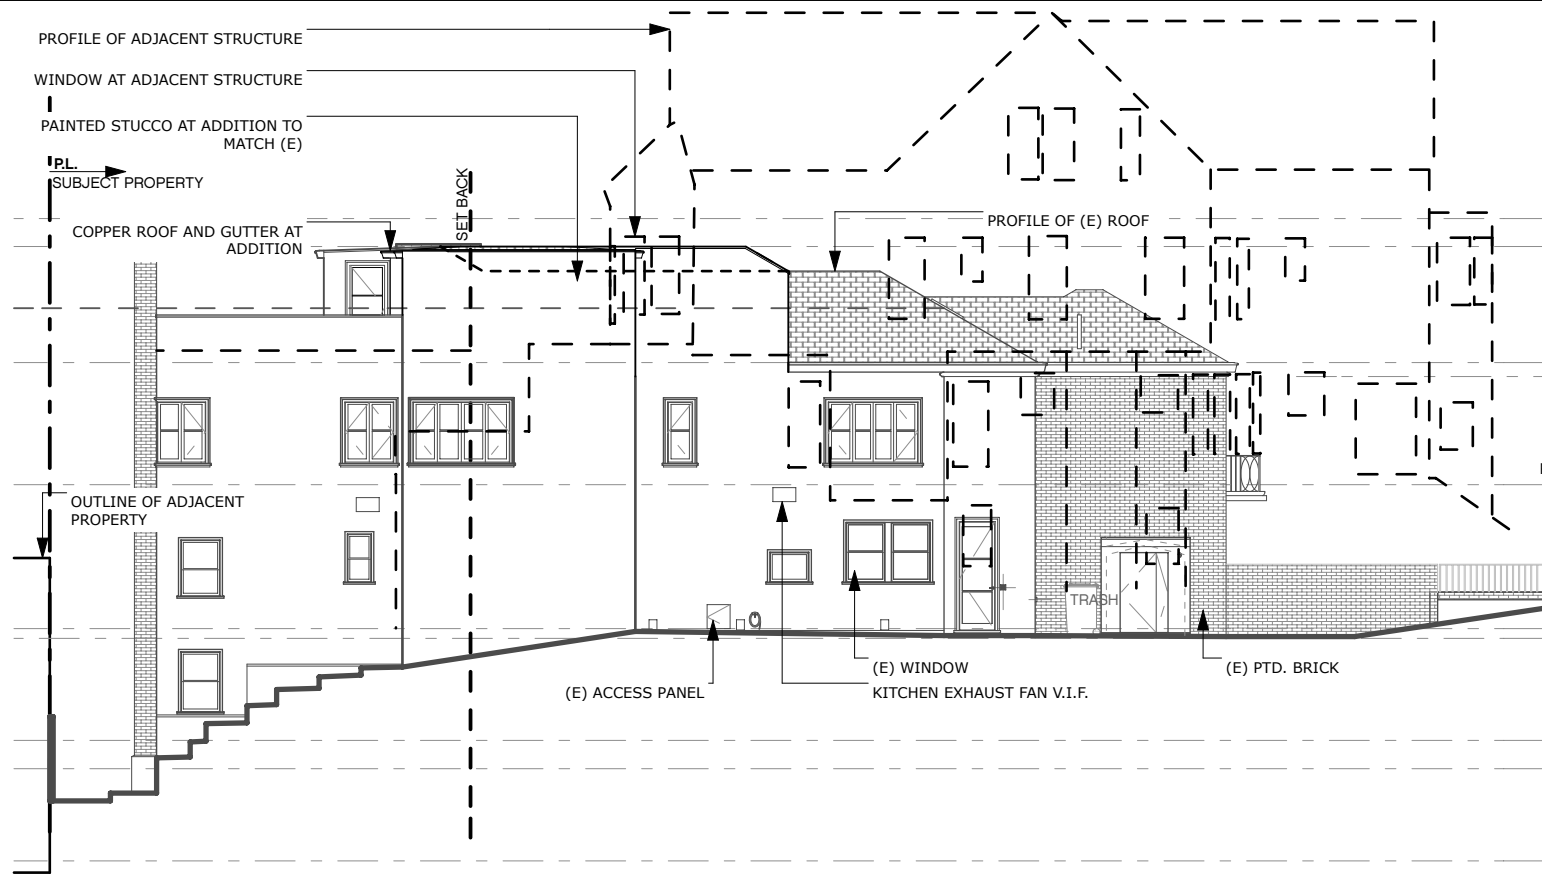 PROFILE OF ADJACENT STRUCTURE
WINDOW AT ADJACENT STRUCTURE
PAINTED STUCCO AT ADDITION TO
MATCH (E)
P.L.
SUBJECT PROPERTY
SET BACK
COPPER ROOF AND GUTTER AT
ADDITION
PROFILE OF (E) ROOF
OUTLINE OF ADJACENT
PROPERTY
TRASH
(E) WINDOW
(E) PTD. BRICK
(E) ACCESS PANEL
KITCHEN EXHAUST FAN V.I.F.